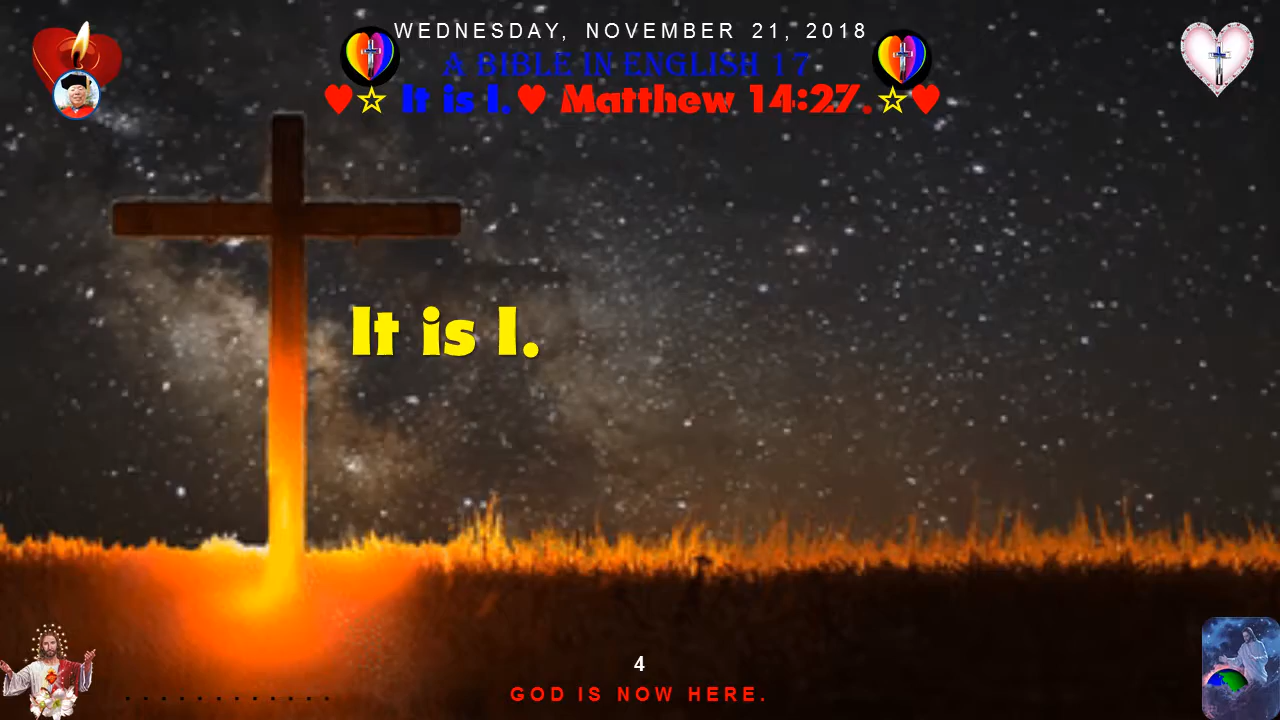 WEDNESDAY, NOVEMBER 21, 2018
A BIBLE IN ENGLISH 17
♥☆ It is I.♥ Matthew 14:27.☆♥
It is I.
4
GOD IS NOW HERE.